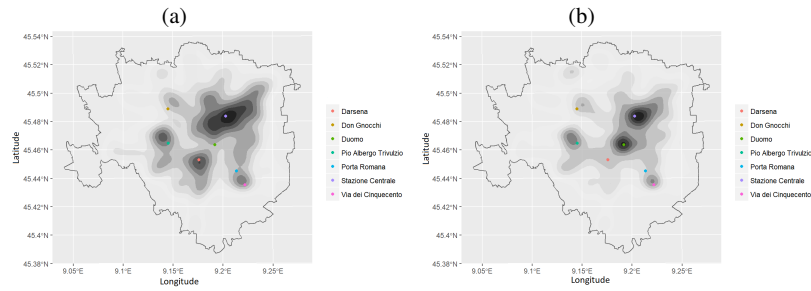 (a)
(b)
45.54°N
45.52°N
45.5°N
45.48°N
45.46°N
45.44°N
45.42°N
45.4°N
45.38°N
Latitude
9.05°E 9.1°E 9.15°E 9.2°E 9.25°E
Longitude
Darsena
Don Gnocchi
Duomo
Pio Albergo Trivulzio
Porta Romana
Stazione Centrale
Via dei Cinquecento
45.54°N
45.52°N
45.5°N
45.48°N
45.46°N
45.44°N
45.42°N
45.4°N
45.38°N
Latitude
9.05°E 9.1°E 9.15°E 9.2°E 9.25°E
Longitude
Darsena
Don Gnocchi
Duomo
Pio Albergo Trivulzio
Porta Romana
Stazione Centrale
Via dei Cinquecento